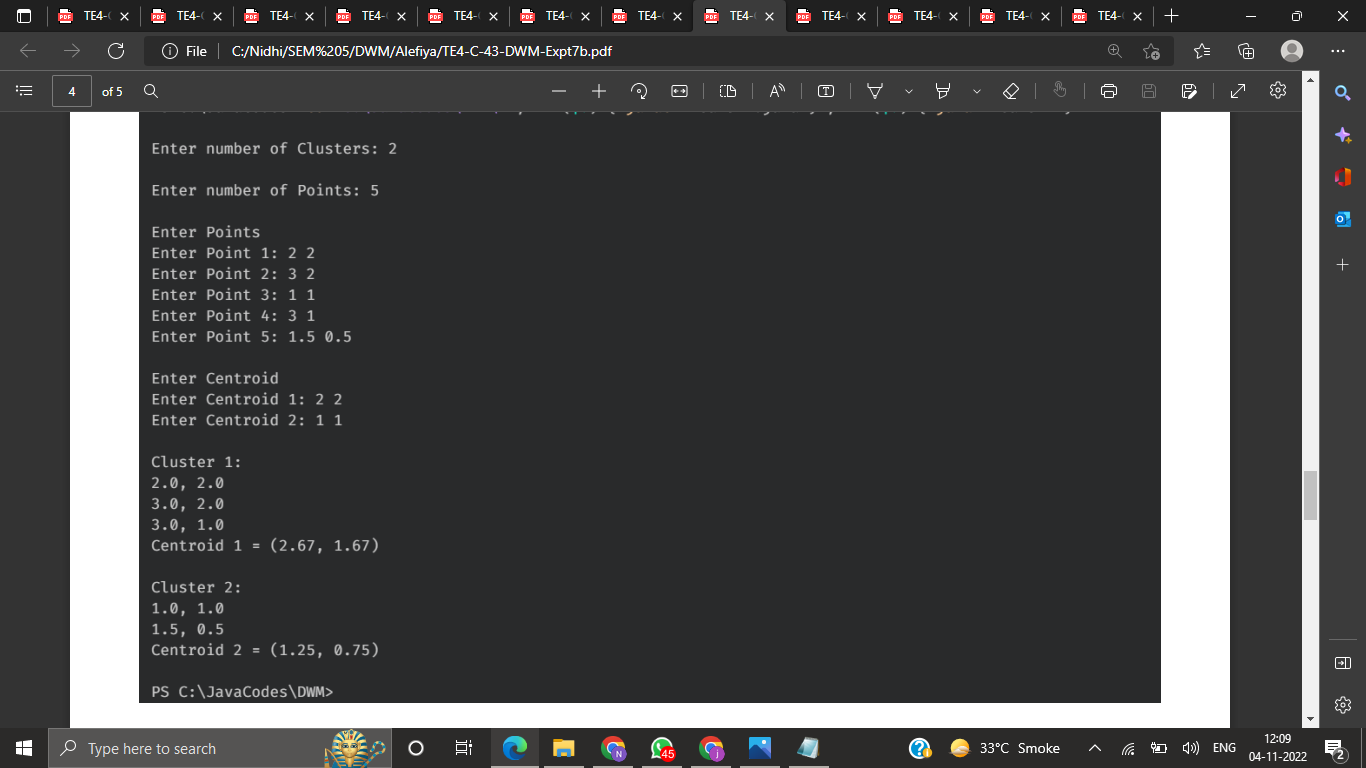 TE4-C TE4-C TE4-C TE4-C TE4-C TE4-C TE4-C TE4-C TE4-C TE4-C TE4-C TE4-C
File C:/Nidhi/SEM%205/DWM/Alefiya/TE4-C-43-DWM-Expt7b.pdf
4 of 5
Enter number of Clusters: 2
Enter number of Points: 5
Enter Points
Enter Point 1: 2 2
Enter Point 2: 3 2
Enter Point 3: 1 1
Enter Point 4: 3 1
Enter Point 5: 1.5 0.5
Enter Centroid
Enter Centroid 1: 2 2
Enter Centroid 2: 1 1
Cluster 1:
2.0, 2.0
3.0, 2.0
3.0, 1.0
Centroid 1 = (2.67, 1.67)
Cluster 2:
1.0, 1.0
1.5, 0.5
Centroid 2 = (1.25, 0.75)
PS C:\JavaCodes\DWM>
Type here to search
45
33°C Smoke
ENG
12:09
04-11-2022
2